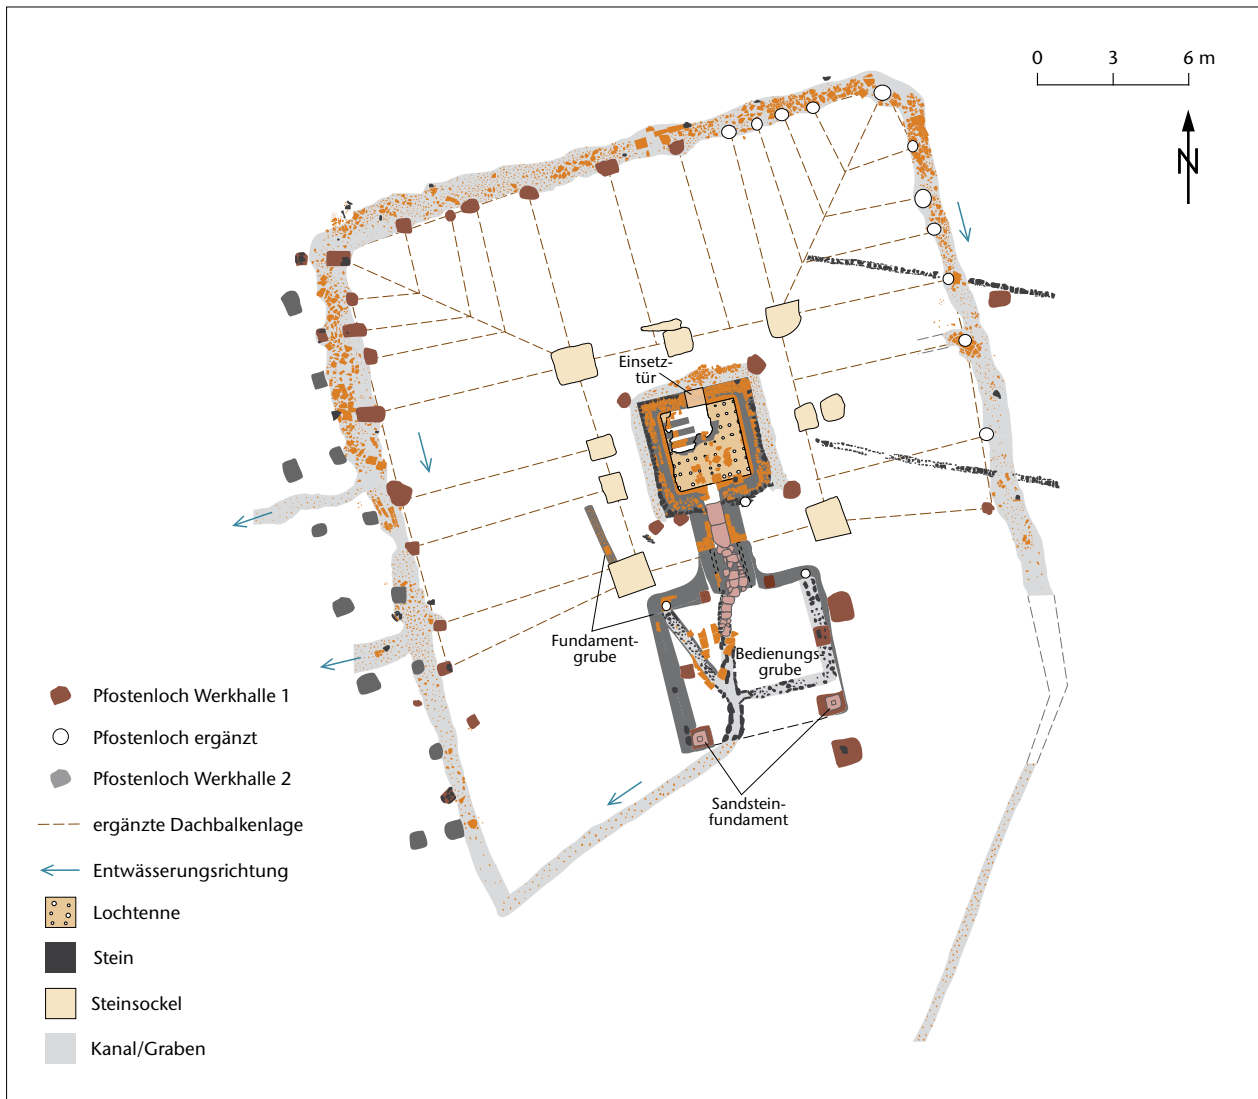 0 3 6 m
N
Einsetz-
tür
Fundament-
grube
Bedienungs-
grube
Sandstein-
fundament
Pfostenloch Werkhalle 1
Pfostenloch ergänzt
Pfostenloch Werkhalle 2
ergänzte Dachbalkenlage
Entwässerungsrichtung
Lochtenne
Stein
Steinsockel
Kanal/Graben